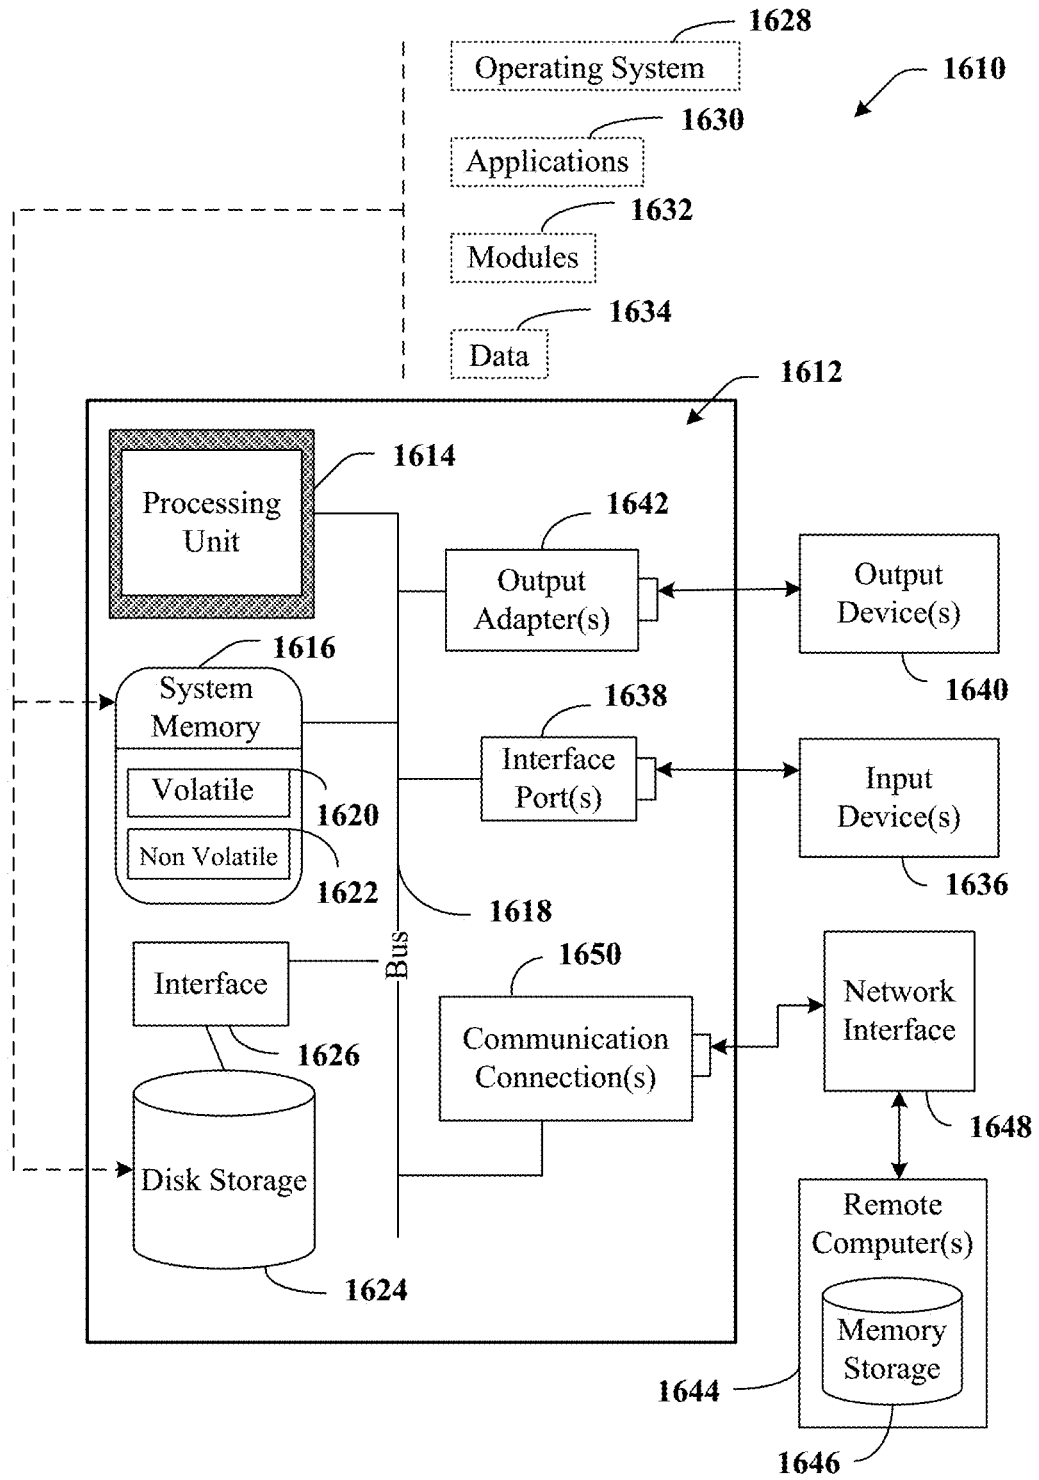 1628
Operating System
1610
1630
Applications
1632
Modules
1634
Data
1612
1614
Processing
Unit
1642
Output
Adapter(s)
Output
Device(s)
1640
1616
System
Memory
1638
Interface
Port(s)
Input
Device(s)
1636
Volatile
1620
Non Volatile
1622
1618
Bus
1650
Interface
1626
Communication
Connection(s)
Network
Interface
1648
Disk Storage
1624
Remote
Computer(s)
Memory
Storage
1644
1646